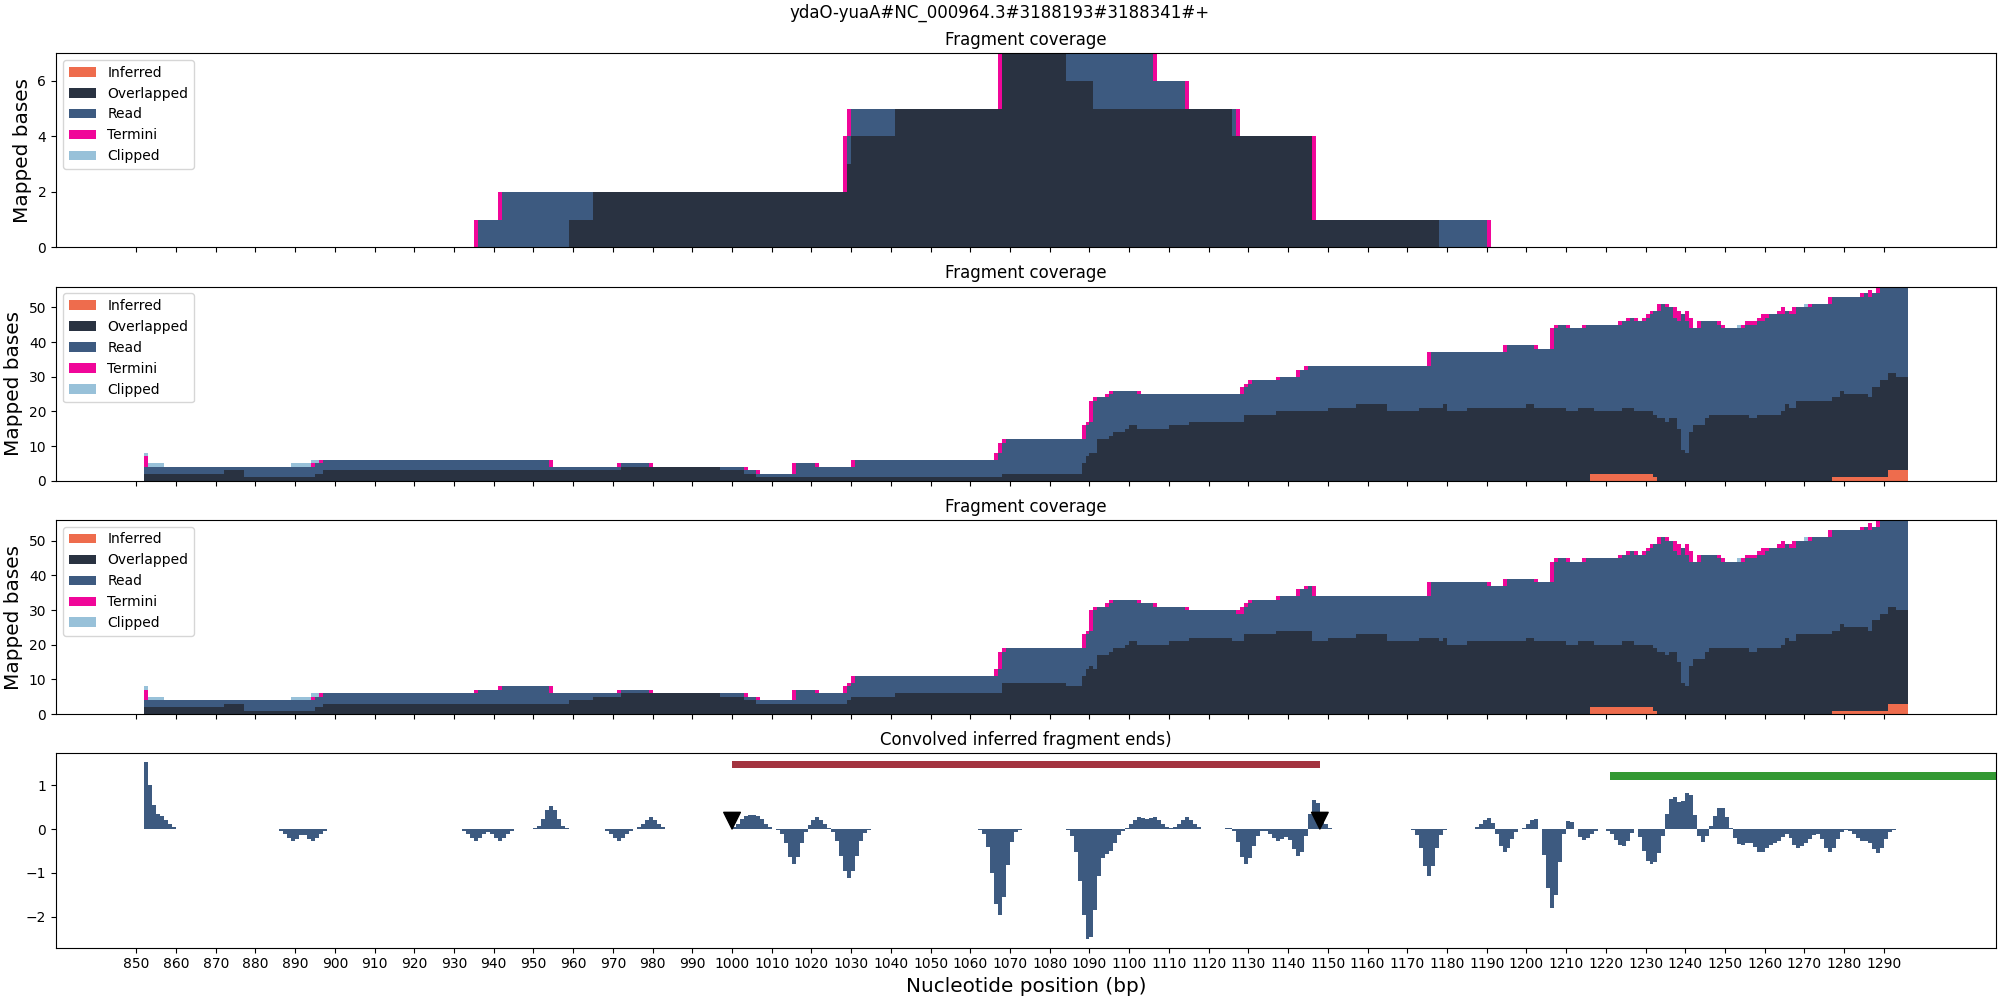 ydaO-yuaA#NC_000964.3#3188193#3188341#+
Fragment coverage
Mapped bases
6
4
2
0
Inferred
Overlapped
Read
Termini
Clipped
Fragment coverage
Mapped bases
50
40
30
20
10
0
Inferred
Overlapped
Read
Termini
Clipped
Fragment coverage
Mapped bases
50
40
30
20
10
0
Inferred
Overlapped
Read
Termini
Clipped
Convolved inferred fragment ends)
1
0
−1
−2
850 860 870 880 890 900 910 920 930 940 950 960 970 980 990 1000 1010 1020 1030 1040 1050 1060 1070 1080 1090 1100 1110 1120 1130 1140 1150 1160 1170 1180 1190 1200 1210 1220 1230 1240 1250 1260 1270 1280 1290
Nucleotide position (bp)